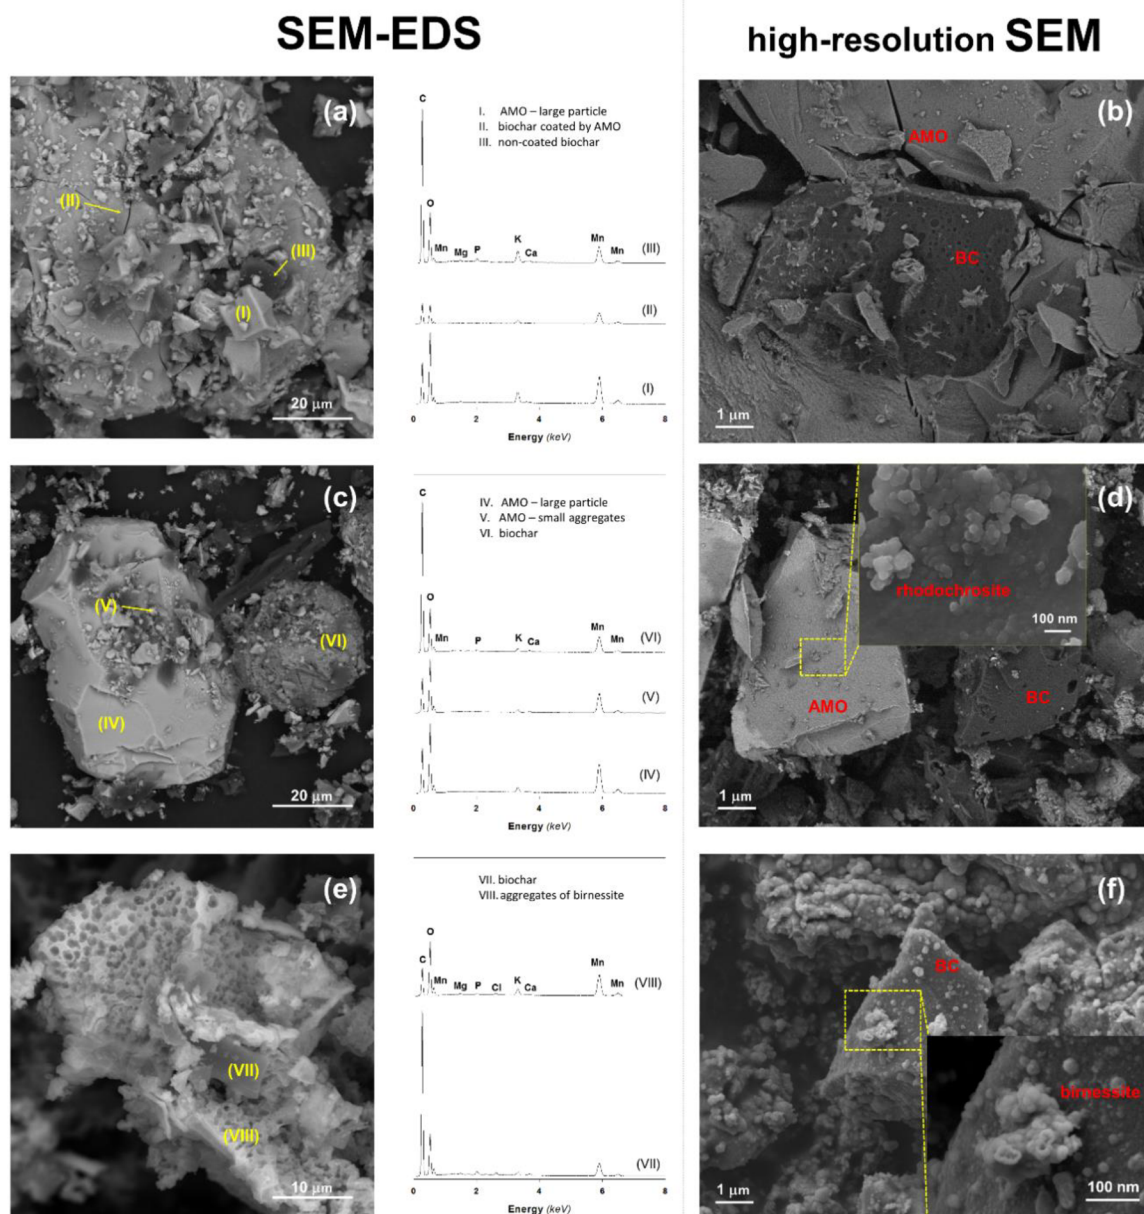 SEM-EDS
high-resolution SEM
(a)
(II)
(III)
(I)
20 μm
C
I. AMO – large particle
II. biochar coated by AMO
III. non-coated biochar
O
Mn
Mg
P
K
Ca
Mn
Mn
(III)
(II)
(I)
0 2 4 6 8
Energy (keV)
(b)
AMO
BC
1 μm
(c)
(V)
(VI)
(IV)
20 μm
C
IV. AMO – large particle
V. AMO – small aggregates
VI. biochar
O
Mn
P
K
Ca
Mn
Mn
(VI)
(V)
(IV)
0 2 4 6 8
Energy (keV)
(d)
rhodochrosite
100 nm
AMO
BC
1 μm
(e)
(VII)
(VIII)
10 μm
VII. biochar
VIII. aggregates of birnessite
O
C
Mn
Mg
P
Cl
K
Ca
Mn
Mn
(VIII)
(VII)
0 2 4 6 8
Energy (keV)
(f)
BC
birnessite
1 μm
100 nm